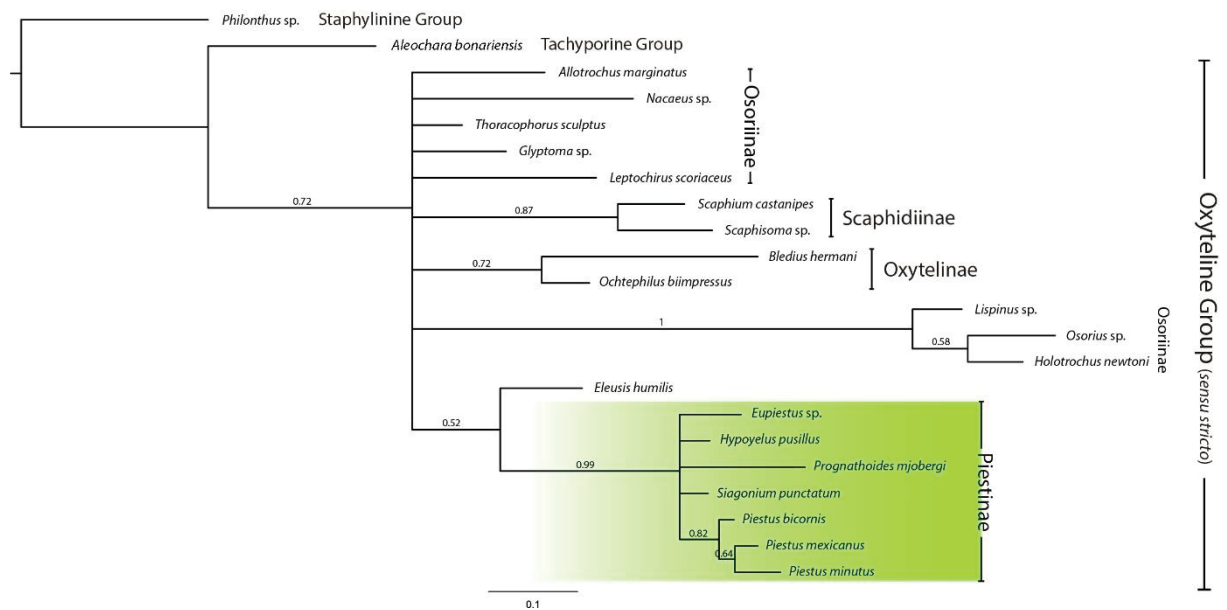 Philonthus sp. Staphylinine Group
Aleochara bonariensis Tachyporine Group
Allotrochus marginatus
Nacaeus sp.
Thoracophorus sculptus
Glyptoma sp.
Leptochirus scoriaceus
Osoriinae
0.72
0.87
Scaphium castanipes
Scaphisoma sp.
Scaphidiinae
0.72
Bledius hermani
Ochtephilus biimpressus
Oxytelinae
1
Lispinus sp.
0.58
Osorius sp.
Holotrochus newtoni
Osoriinae
Oxyteline Group (sensu stricto)
Eleusis humilis
0.52
0.99
Eupiestus sp.
Hypoyelus pusillus
Prognathoides mjobergi
Siagonium punctatum
0.82
Piestus bicornis
0.64
Piestus mexicanus
Piestus minutus
Piestinae
0.1